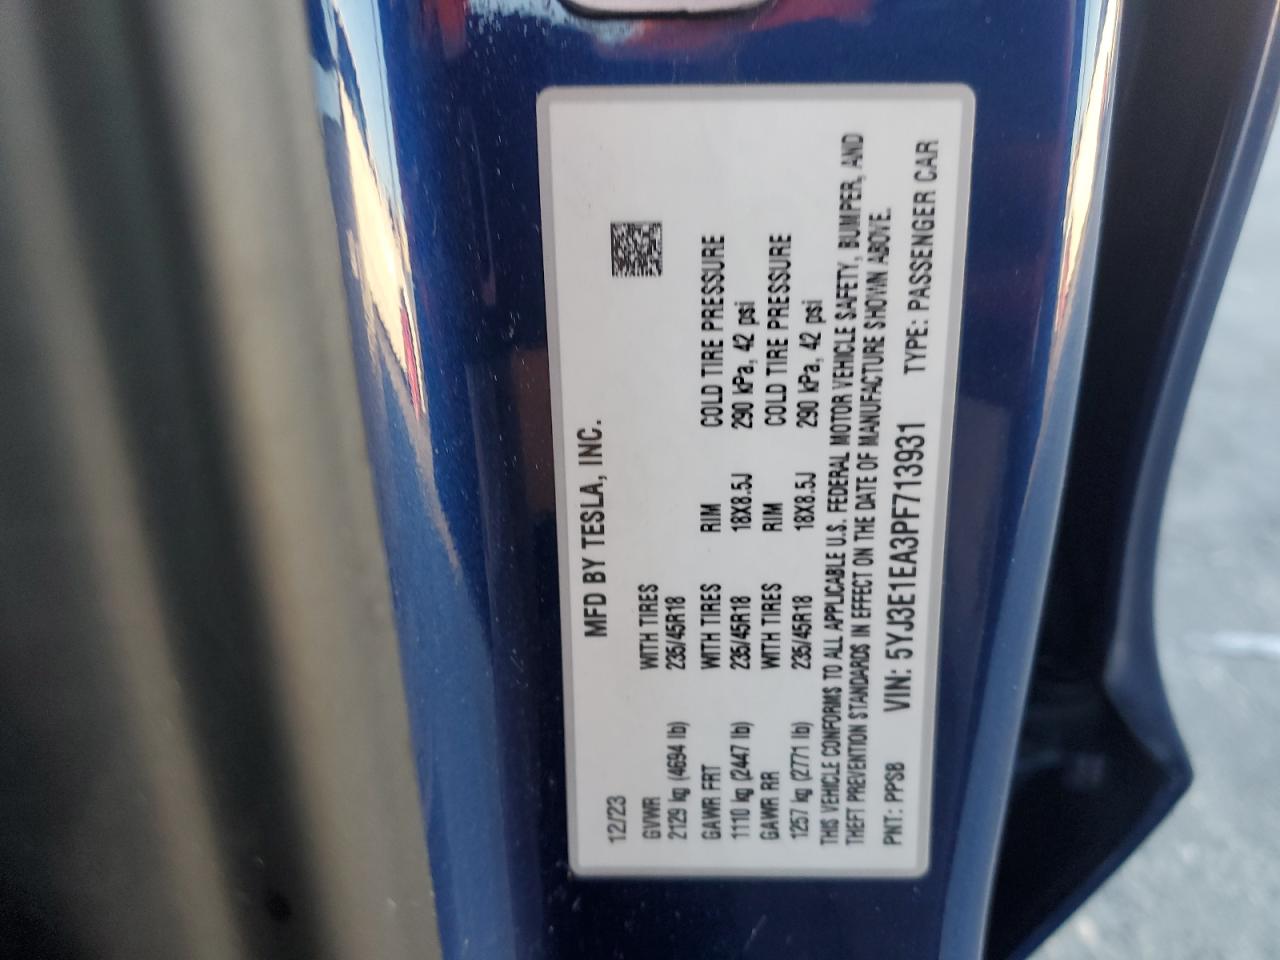 MFD BY TESLA, INC.
12/23
GVWR WITH TIRES
2129 kg (4694 lb) 235/45R18
GAWR FRT WITH TIRES RIM COLD TIRE PRESSURE
1110 kg (2447 lb) 235/45R18 18X8.5J 290 kPa, 42 psi
GAWR RR WITH TIRES RIM COLD TIRE PRESSURE
1257 kg (2771 lb) 235/45R18 18X8.5J 290 kPa, 42 psi
THIS VEHICLE CONFORMS TO ALL APPLICABLE U.S. FEDERAL MOTOR VEHICLE SAFETY, BUMPER, AND
THEFT PREVENTION STANDARDS IN EFFECT ON THE DATE OF MANUFACTURE SHOWN ABOVE.
PNT: PPSB VIN: 5YJ3E1EA3PF713931 TYPE: PASSENGER CAR